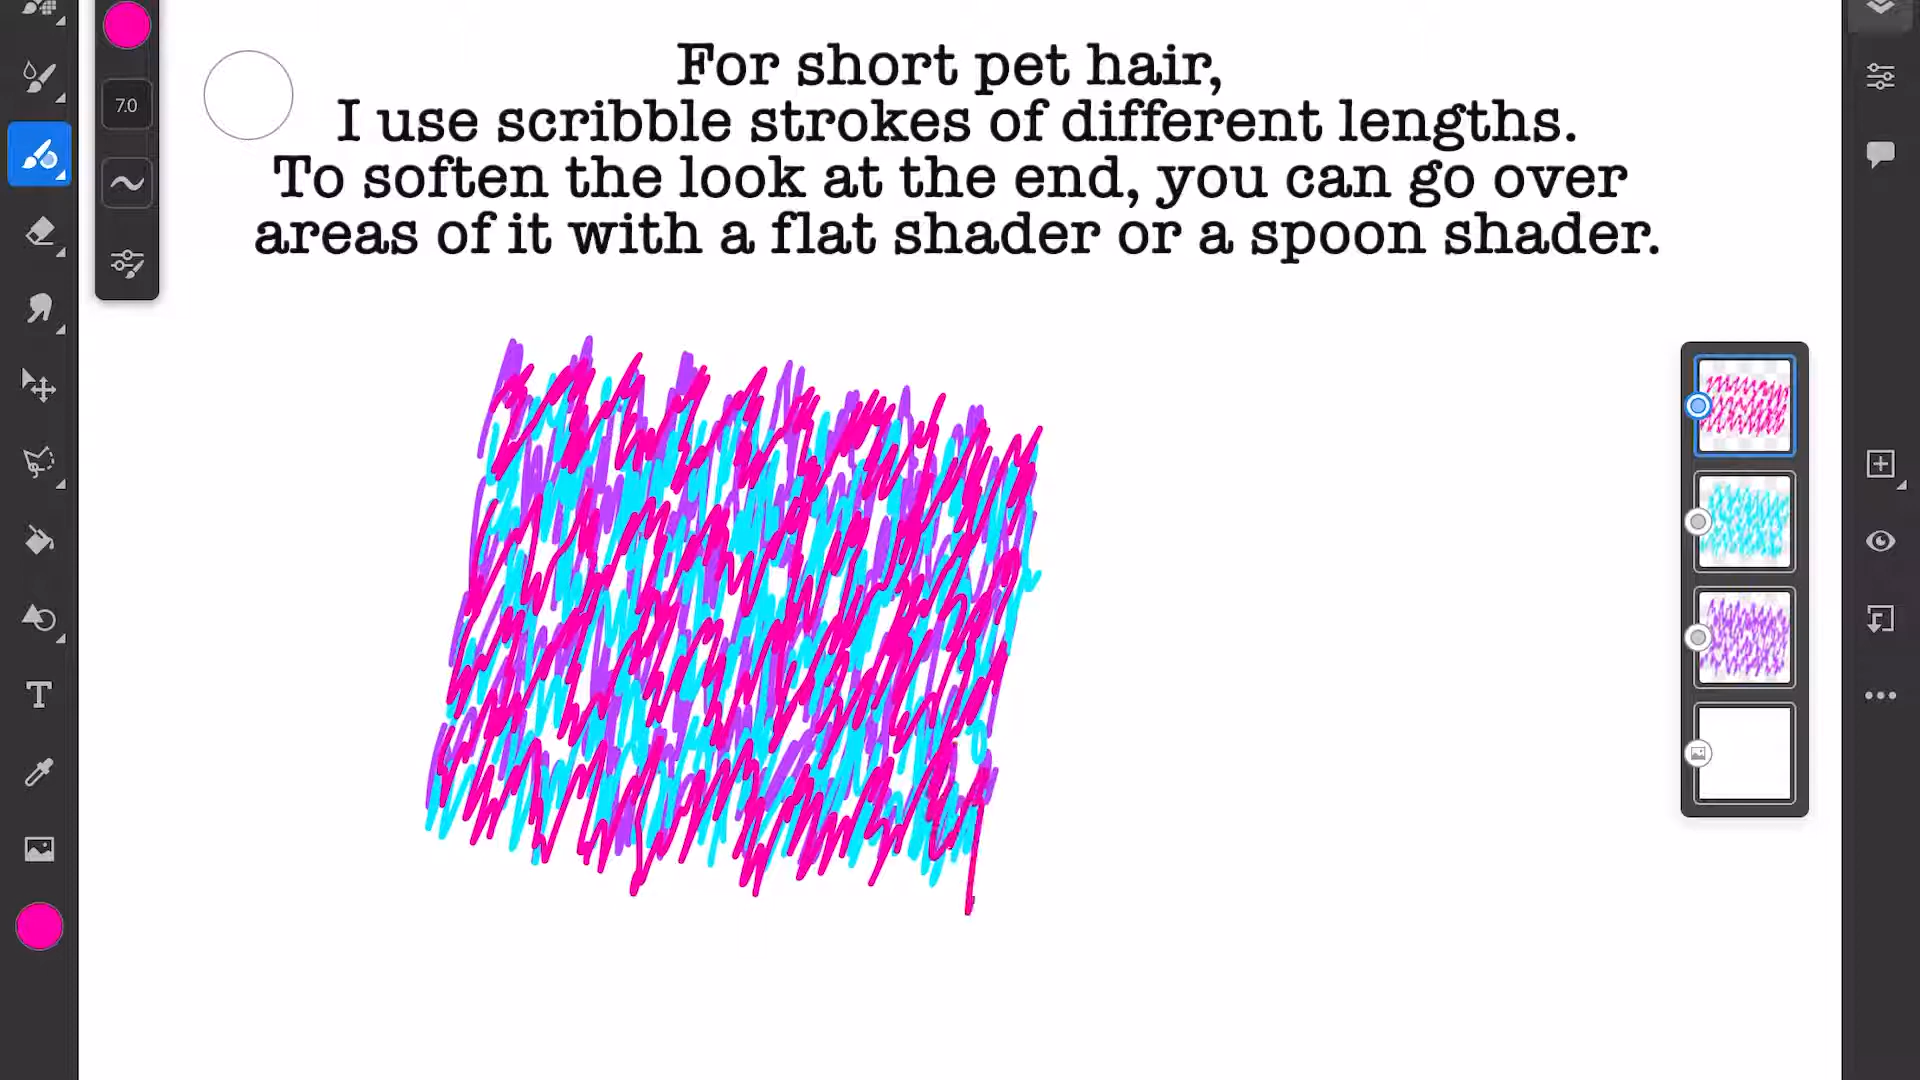 For short pet hair,
I use scribble strokes of different lengths.
To soften the look at the end, you can go over
areas of it with a flat shader or a spoon shader.
7.0
T